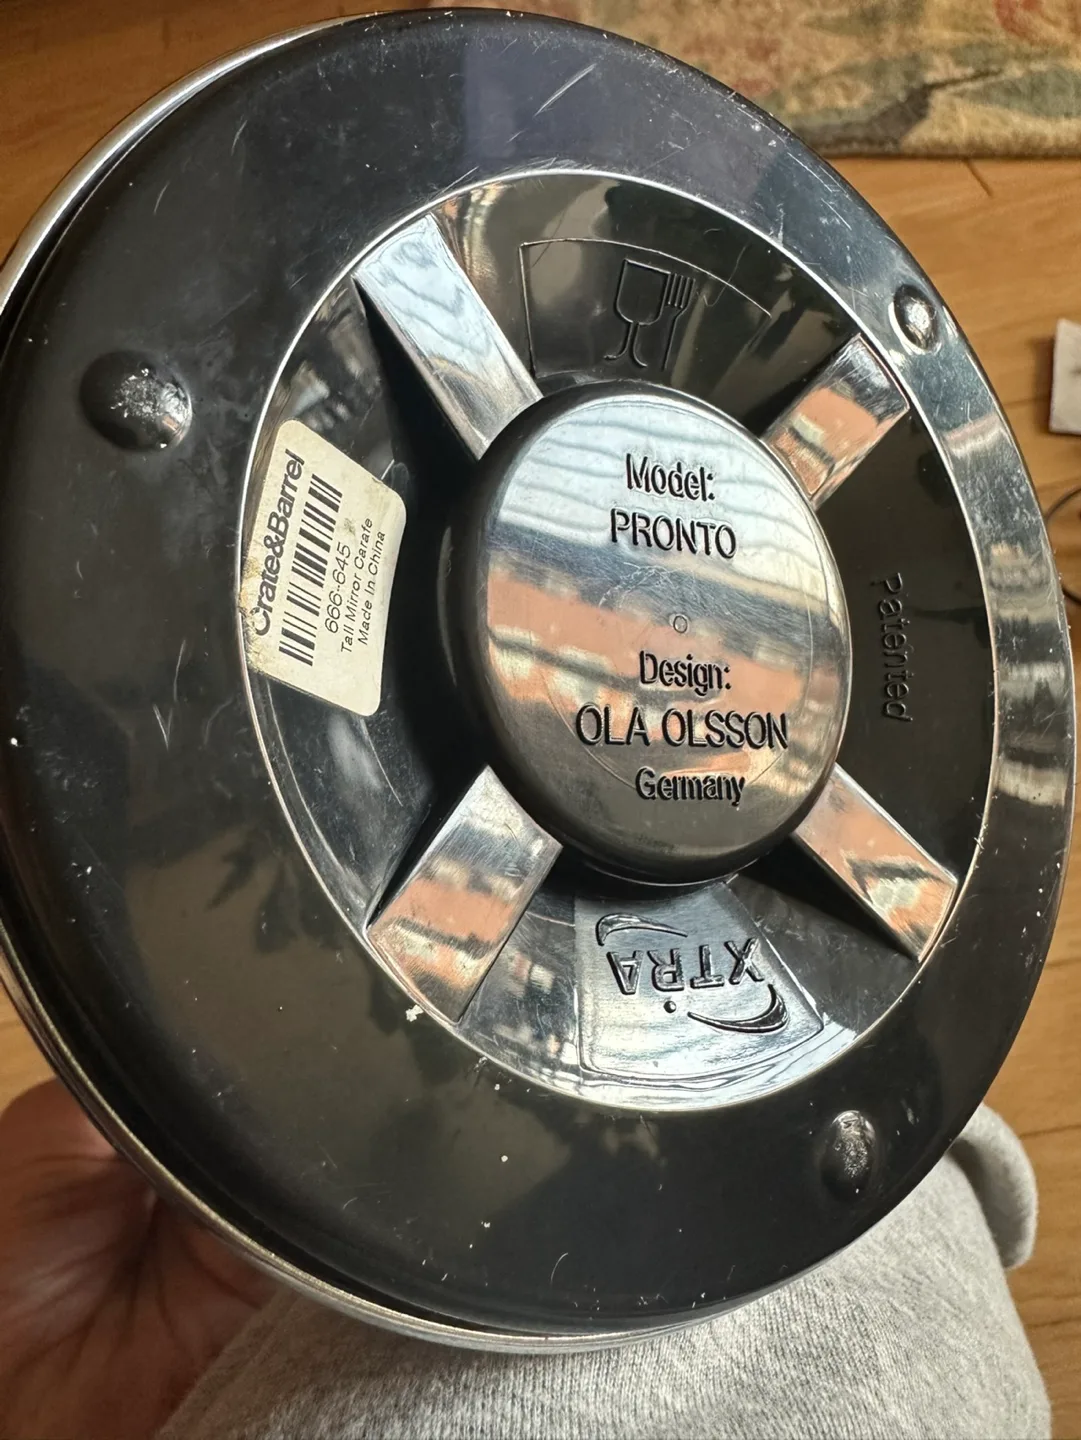 Model:
PRONTO
Design:
OLA OLSSON
Germany
Patented
XTRA
Crate&Barrel
666-645
Tall Mirror Carafe
Made In China